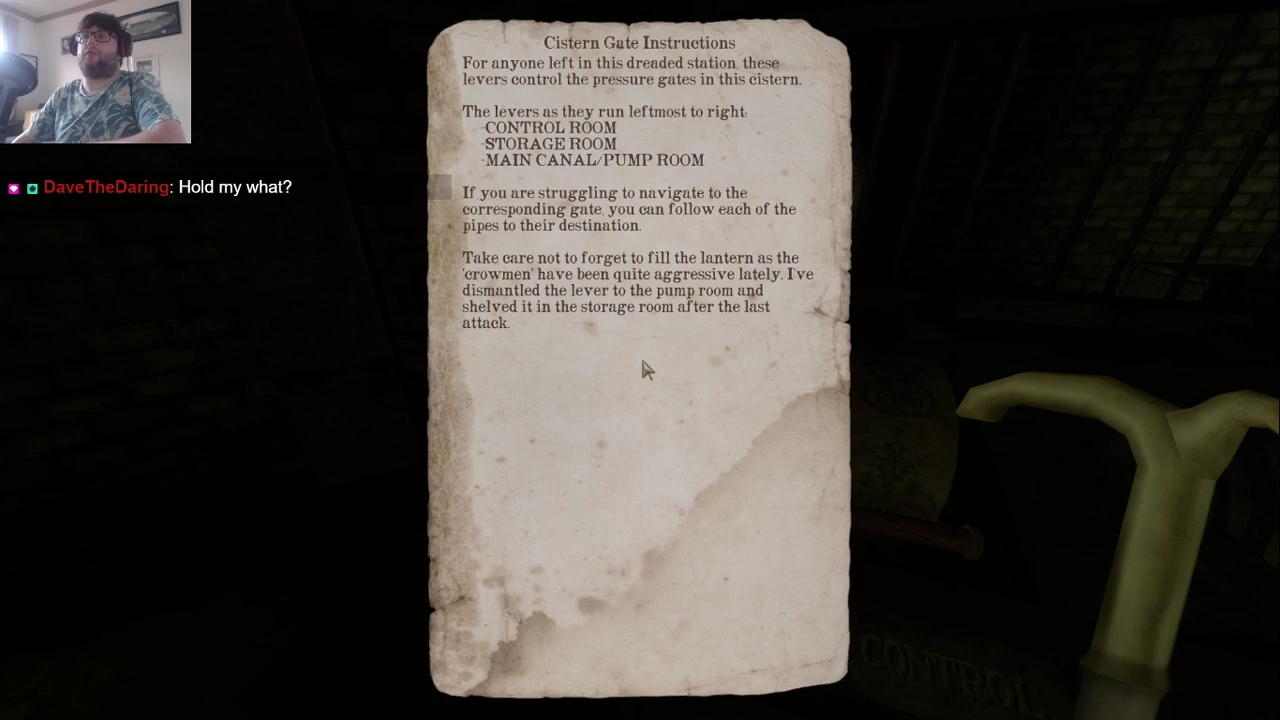 Cistern Gate Instructions
For anyone left in this dreaded station, these
levers control the pressure gates in this cistern.
The levers as they run leftmost to right:
-CONTROL ROOM
-STORAGE ROOM
-MAIN CANAL/PUMP ROOM
If you are struggling to navigate to the
corresponding gate, you can follow each of the
pipes to their destination.
Take care not to forget to fill the lantern as the
'crowmen' have been quite aggressive lately. I've
dismantled the lever to the pump room and
shelved it in the storage room after the last
attack.
DaveTheDaring: Hold my what?
CONTROL